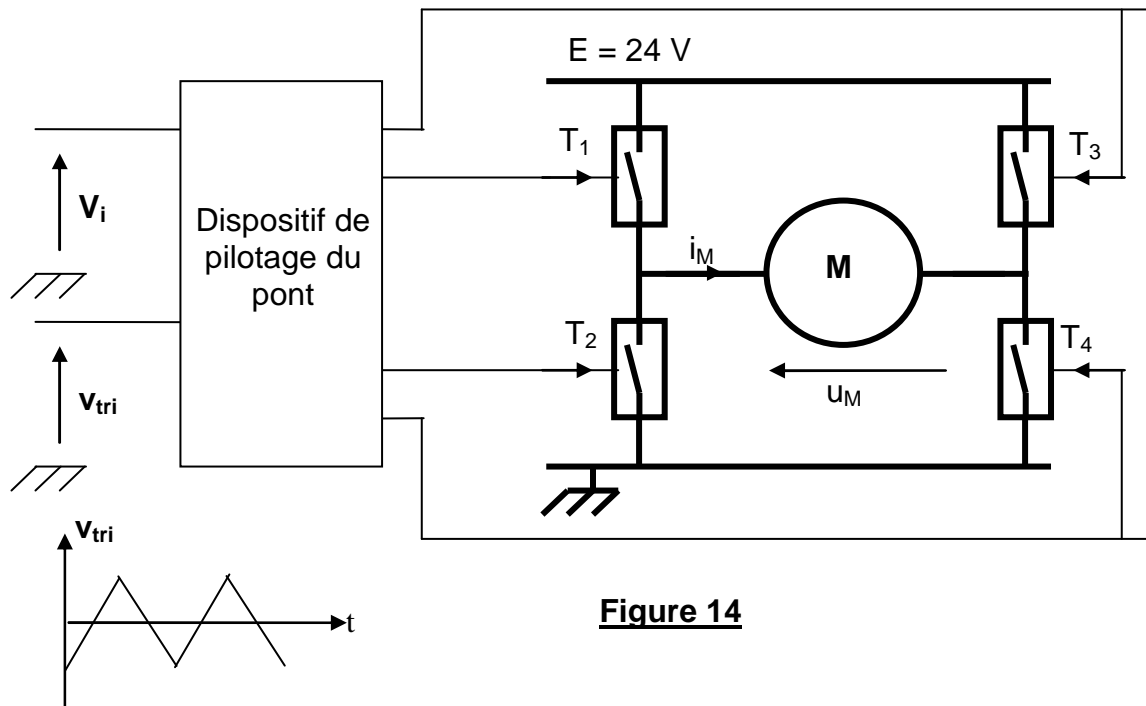 E = 24 V
T1
T3
Vi
Dispositif de
pilotage du
pont
iM
M
T2
T4
vtri
uM
vtri
t
Figure 14